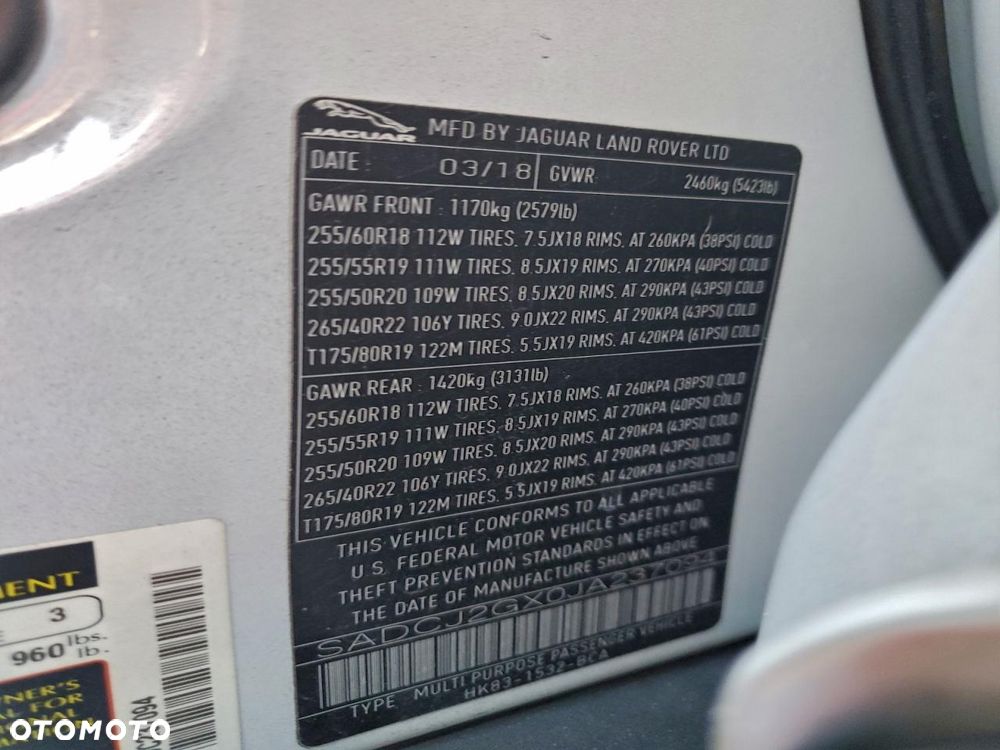 JAGUAR
MFD BY JAGUAR LAND ROVER LTD
DATE 03/18 GVWR 2460kg (5423lb)
GAWR FRONT : 1170kg (2579lb)
255/60R18 112W TIRES, 7.5JX18 RIMS, AT 260KPA (38PSI) COLD
255/55R19 111W TIRES, 8.5JX19 RIMS, AT 270KPA (40PSI) COLD
255/50R20 109W TIRES, 8.5JX20 RIMS, AT 290KPA (43PSI) COLD
265/40R22 106Y TIRES, 9.0JX22 RIMS, AT 290KPA (43PSI) COLD
T175/80R19 122M TIRES, 5.5JX19 RIMS, AT 420KPA (61PSI) COLD
GAWR REAR : 1420kg (3131lb)
255/60R18 112W TIRES, 7.5JX18 RIMS, AT 260KPA (38PSI) COLD
255/55R19 111W TIRES, 8.5JX19 RIMS, AT 270KPA (40PSI) COLD
255/50R20 109W TIRES, 8.5JX20 RIMS, AT 290KPA (43PSI) COLD
265/40R22 106Y TIRES, 9.0JX22 RIMS, AT 290KPA (43PSI) COLD
T175/80R19 122M TIRES, 5.5JX19 RIMS, AT 420KPA (61PSI) COLD
THIS VEHICLE CONFORMS TO ALL APPLICABLE
U.S. FEDERAL MOTOR VEHICLE SAFETY AND
THEFT PREVENTION STANDARDS IN EFFECT ON
THE DATE OF MANUFACTURE SHOWN ABOVE
SADCJ2GX0JA237094
TYPE MULTI PURPOSE PASSENGER VEHICLE
HK83-1532-BCA
3
960 lbs.
lb.
FOR
OTOMOTO